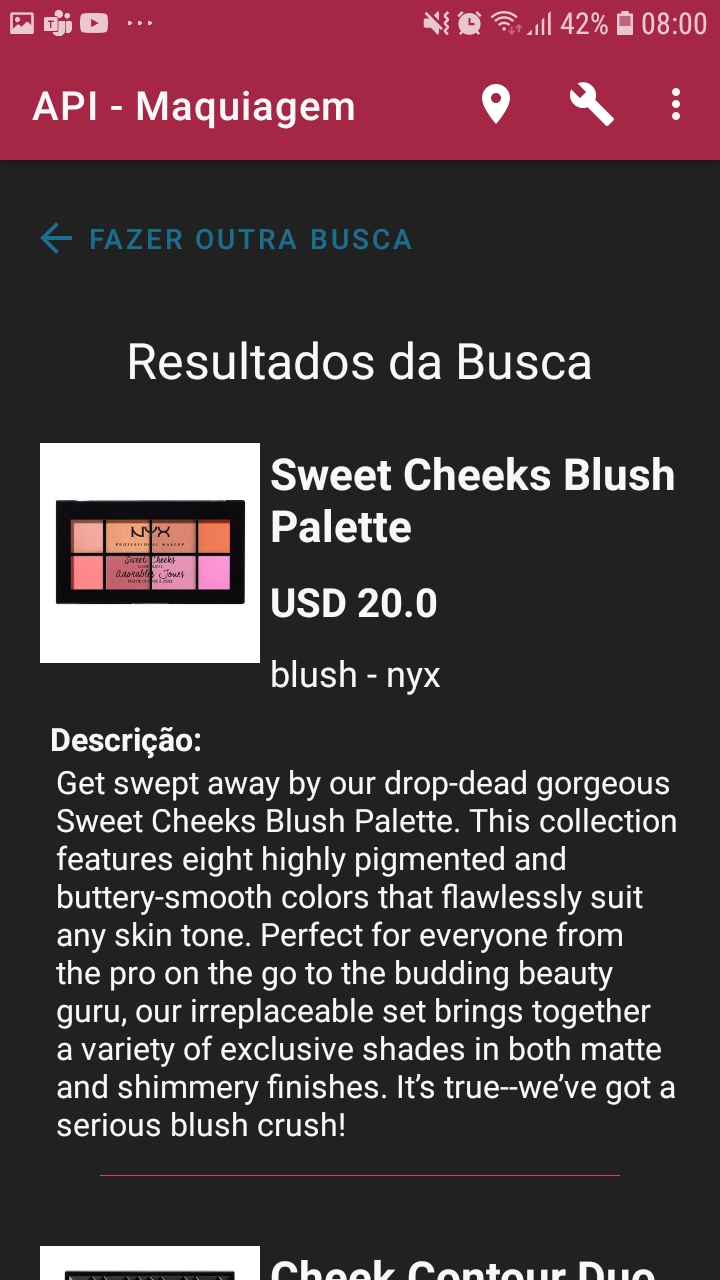 42% 08:00
API - Maquiagem
FAZER OUTRA BUSCA
Resultados da Busca
NYX
PROFESSIONAL MAKEUP
Sweet Cheeks
Adorables Joues
Sweet Cheeks Blush
Palette
USD 20.0
blush - nyx
Descrição:
Get swept away by our drop-dead gorgeous
Sweet Cheeks Blush Palette. This collection
features eight highly pigmented and
buttery-smooth colors that flawlessly suit
any skin tone. Perfect for everyone from
the pro on the go to the budding beauty
guru, our irreplaceable set brings together
a variety of exclusive shades in both matte
and shimmery finishes. It’s true--we’ve got a
serious blush crush!
Cheek Contour Duo